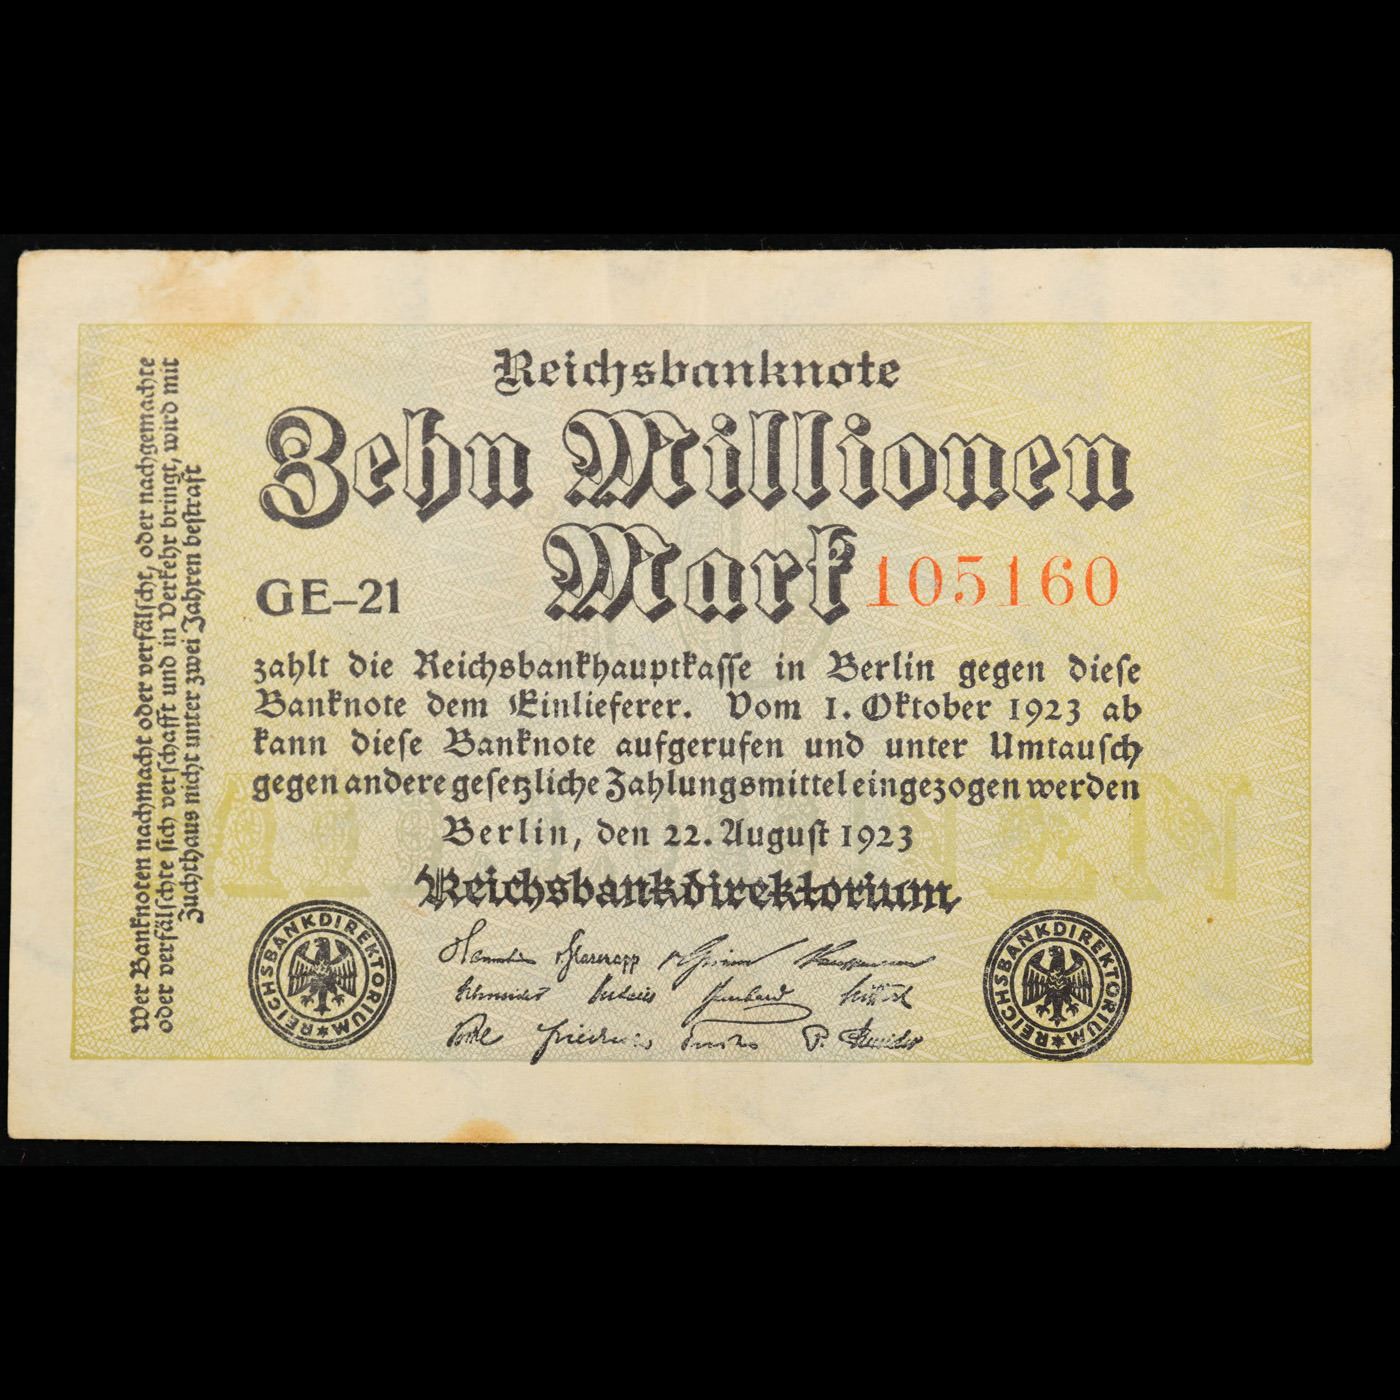 Reichsbanknote
Zehn Millionen
Mark
105160
GE-21
zahlt die Reichsbankhauptkasse in Berlin gegen diese
Banknote dem Einlieferer. Vom 1. Oktober 1923 ab
kann diese Banknote aufgerufen und unter Umtausch
gegen andere gesetzliche Zahlungsmittel eingezogen werden
Berlin, den 22. August 1923
Reichsbankdirektorium
REICHSBANKDIREKTORIUM
REICHSBANKDIREKTORIUM
Wer Banknoten nachmacht oder verfälscht, oder nachgemachte
oder verfälschte sich verschafft und in Verkehr bringt, wird mit
Zuchthaus nicht unter zwei Jahren bestraft